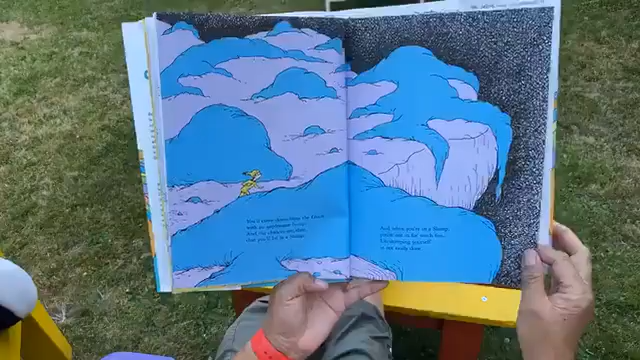 You'll come down from the Lurch
with an unpleasant bump.
And the chances are, then,
that you'll be in a Slump.
And when you're in a Slump,
you're not in for much fun.
Un-slumping yourself
is not easily done.